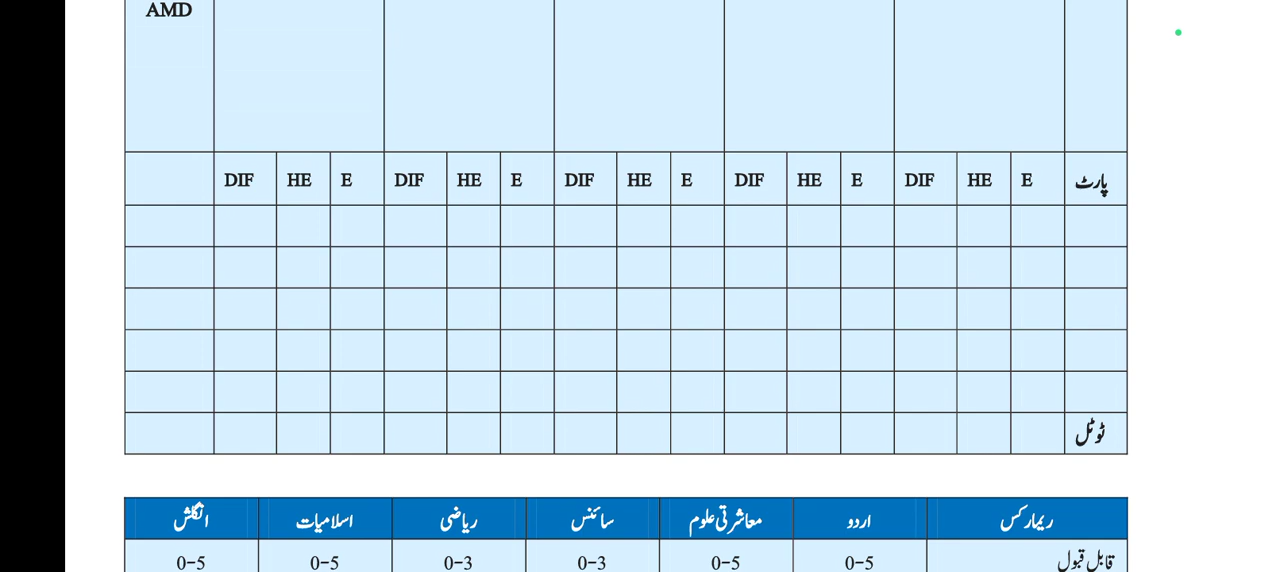 AMD
DIF HE E DIF HE E DIF HE E DIF HE E DIF HE E پارٹ
ٹوٹل
ریمارکس اردو معاشرتی علوم سائنس ریاضی اسلامیات انگلش
قابل قبول 0-5 0-5 0-3 0-3 0-5 0-5